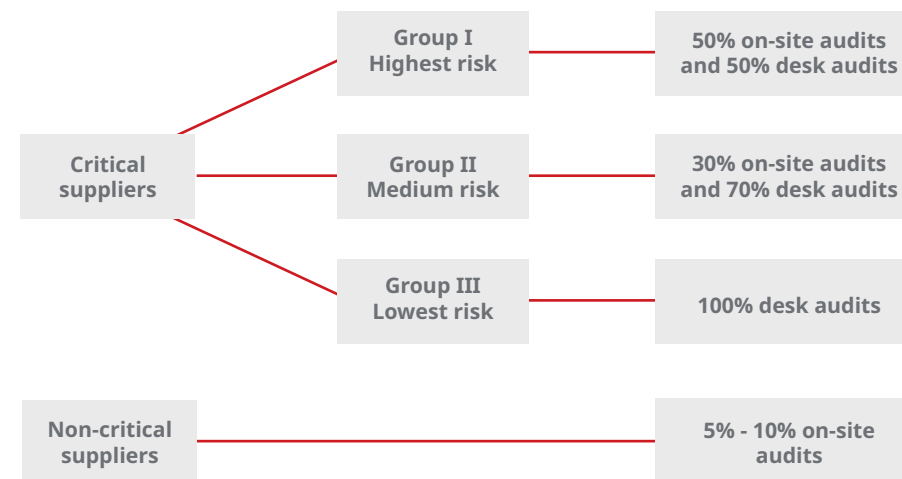 Group I
Highest risk
50% on-site audits
and 50% desk audits
Critical
suppliers
Group II
Medium risk
30% on-site audits
and 70% desk audits
Group III
Lowest risk
100% desk audits
Non-critical
suppliers
5% - 10% on-site
audits